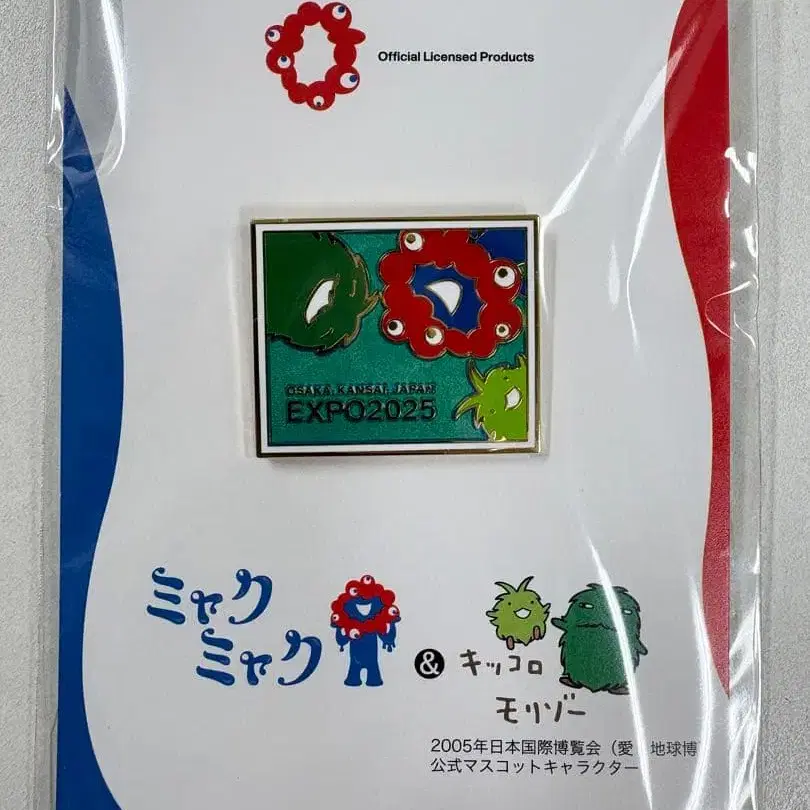 Official Licensed Products
OSAKA, KANSAI, JAPAN
EXPO2025
ミャク
ミャク
&
キッコロ
モリゾー
2005年日本国際博覧会（愛・地球博
公式マスコットキャラクター